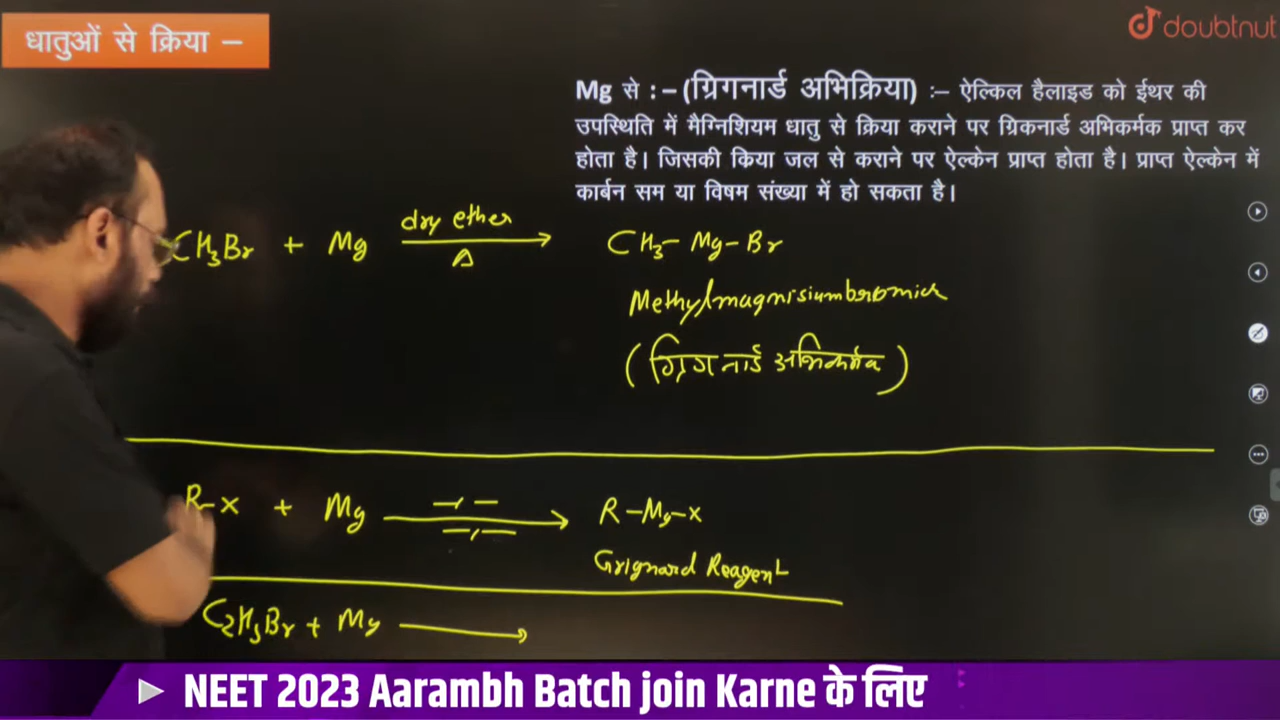 धातुओं से क्रिया –
doubtnut
Mg से :– (ग्रिगनार्ड अभिक्रिया) :– ऐल्किल हैलाइड को ईथर की
उपस्थिति में मैग्निशियम धातु से क्रिया कराने पर ग्रिकनार्ड अभिकर्मक प्राप्त कर
होता है। जिसकी क्रिया जल से कराने पर ऐल्केन प्राप्त होता है। प्राप्त ऐल्केन में
कार्बन सम या विषम संख्या में हो सकता है।
dry ether
CH3Br + Mg → CH3–Mg–Br
Δ
Methylmagnisiumbromide
(ग्रिगनार्ड अभिकर्मक)
R–x + Mg → R–Mg–x
Grignard Reagent
C2H5Br + Mg →
NEET 2023 Aarambh Batch join Karne के लिए